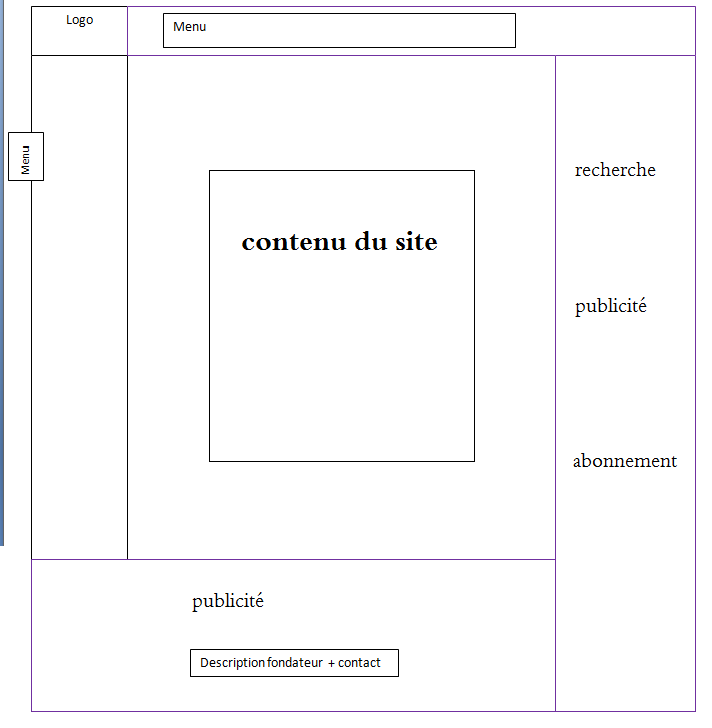 Logo
Menu
Menu
recherche
contenu du site
publicité
abonnement
publicité
Description fondateur + contact